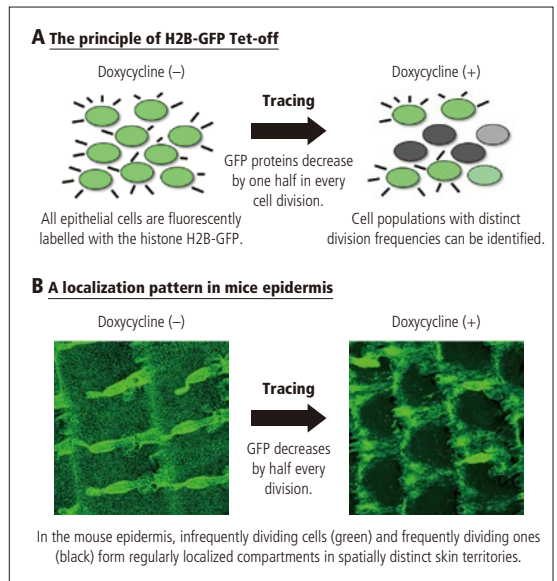 A The principle of H2B-GFP Tet-off
Doxycycline (–)
Doxycycline (+)
Tracing
GFP proteins decrease
by one half in every
cell division.
All epithelial cells are fluorescently
labelled with the histone H2B-GFP.
Cell populations with distinct
division frequencies can be identified.
B A localization pattern in mice epidermis
Doxycycline (–)
Doxycycline (+)
Tracing
GFP decreases
by half every
division.
In the mouse epidermis, infrequently dividing cells (green) and frequently dividing ones
(black) form regularly localized compartments in spatially distinct skin territories.